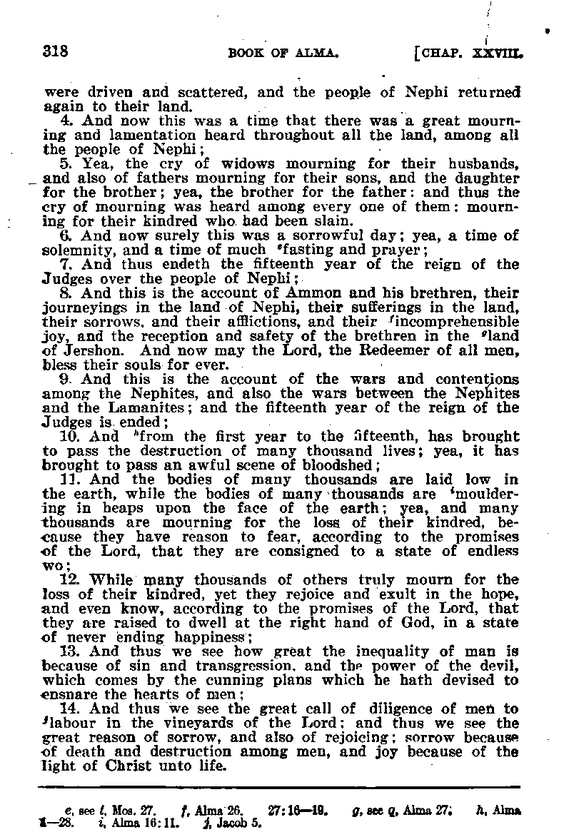 318 BOOK OF ALMA. [CHAP. XXVIII.
were driven and scattered, and the people of Nephi returned
again to their land.
4. And now this was a time that there was a great mourn-
ing and lamentation heard throughout all the land, among all
the people of Nephi;
5. Yea, the cry of widows mourning for their husbands,
and also of fathers mourning for their sons, and the daughter
for the brother; yea, the brother for the father: and thus the
cry of mourning was heard among every one of them: mourn-
ing for their kindred who had been slain.
6. And now surely this was a sorrowful day; yea, a time of
solemnity, and a time of much ᵉfasting and prayer;
7. And thus endeth the fifteenth year of the reign of the
Judges over the people of Nephi;
8. And this is the account of Ammon and his brethren, their
journeyings in the land of Nephi, their sufferings in the land,
their sorrows, and their afflictions, and their ᶠincomprehensible
joy, and the reception and safety of the brethren in the ᵍland
of Jershon. And now may the Lord, the Redeemer of all men,
bless their souls for ever.
9. And this is the account of the wars and contentions
among the Nephites, and also the wars between the Nephites
and the Lamanites; and the fifteenth year of the reign of the
Judges is ended;
10. And ʰfrom the first year to the fifteenth, has brought
to pass the destruction of many thousand lives; yea, it has
brought to pass an awful scene of bloodshed;
11. And the bodies of many thousands are laid low in
the earth, while the bodies of many thousands are ⁱmoulder-
ing in heaps upon the face of the earth; yea, and many
thousands are mourning for the loss of their kindred, be-
cause they have reason to fear, according to the promises
of the Lord, that they are consigned to a state of endless
wo;
12. While many thousands of others truly mourn for the
loss of their kindred, yet they rejoice and exult in the hope,
and even know, according to the promises of the Lord, that
they are raised to dwell at the right hand of God, in a state
of never ending happiness;
13. And thus we see how great the inequality of man is
because of sin and transgression, and the power of the devil,
which comes by the cunning plans which he hath devised to
ensnare the hearts of men;
14. And thus we see the great call of diligence of men to
ʲlabour in the vineyards of the Lord; and thus we see the
great reason of sorrow, and also of rejoicing; sorrow because
of death and destruction among men, and joy because of the
light of Christ unto life.
e, see l, Mos. 27. f, Alma 26. 27:16—19. g, see q, Alma 27. h, Alma
1—28. i, Alma 16:11. j, Jacob 5.